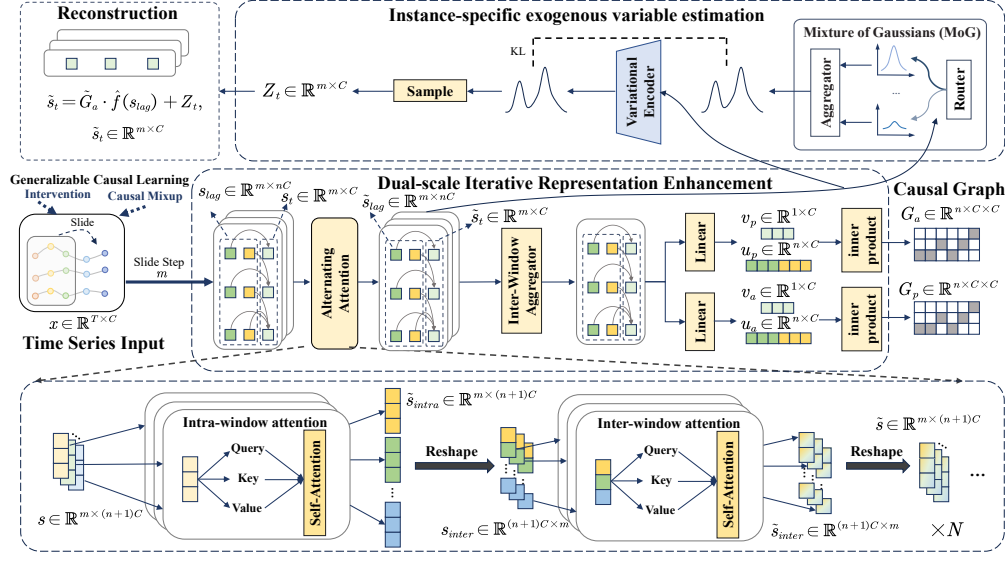 Reconstruction
s̃_t = G̃_a · f̂(s_lag) + Z_t,
s̃_t ∈ ℝ^{m×C}
Instance-specific exogenous variable estimation
KL
Z_t ∈ ℝ^{m×C}
Sample
Variational
Encoder
Mixture of Gaussians (MoG)
Aggregator
...
Router
Generalizable Causal Learning
Intervention
Causal Mixup
Slide
Slide Step
m
x ∈ ℝ^{T×C}
Time Series Input
Dual-scale Iterative Representation Enhancement
s_lag ∈ ℝ^{m×nC}
s_t ∈ ℝ^{m×C}
Alternating
Attention
s̃_lag ∈ ℝ^{m×nC}
s̃_t ∈ ℝ^{m×C}
Inter-Window
Aggregator
Linear
v_p ∈ ℝ^{1×C}
u_p ∈ ℝ^{n×C}
inner
product
Linear
v_a ∈ ℝ^{1×C}
u_a ∈ ℝ^{n×C}
inner
product
Causal Graph
G_a ∈ ℝ^{n×C×C}
G_p ∈ ℝ^{n×C×C}
s ∈ ℝ^{m×(n+1)C}
Intra-window attention
Query
Key
Value
Self-Attention
s̃_intra ∈ ℝ^{m×(n+1)C}
Reshape
s_inter ∈ ℝ^{(n+1)C×m}
Inter-window attention
Query
Key
Value
Self-Attention
s̃_inter ∈ ℝ^{(n+1)C×m}
Reshape
s̃ ∈ ℝ^{m×(n+1)C}
...
×N